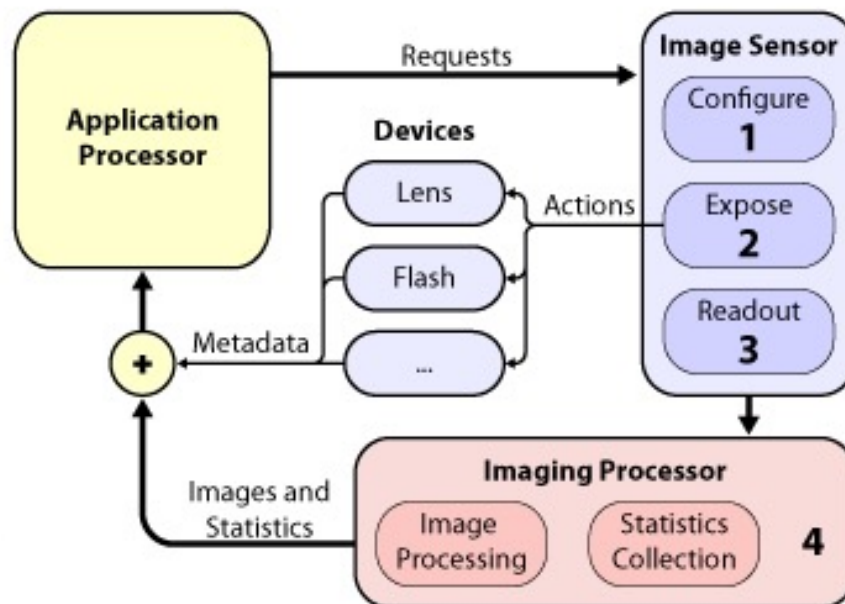 Application
Processor
Requests
Image Sensor
Configure
1
Expose
2
Readout
3
Devices
Lens
Flash
...
Actions
Metadata
+
Images and
Statistics
Imaging Processor
Image
Processing
Statistics
Collection
4